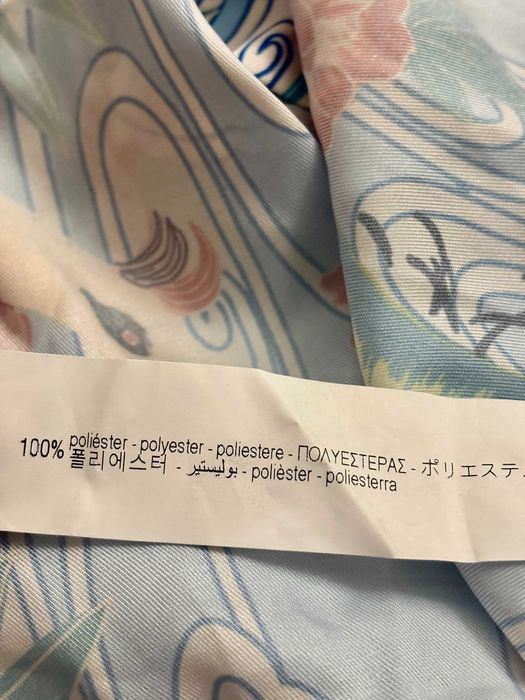 100% poliéster - polyester - poliestere - ΠΟΛΥΕΣΤΕΡΑΣ - ポリエステ
폴리에스터 - بوليستير - polièster - poliesterra